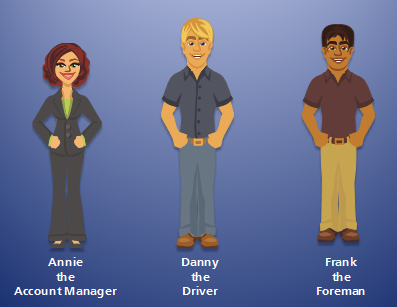 Annie
the
Account Manager
Danny
the
Driver
Frank
the
Foreman